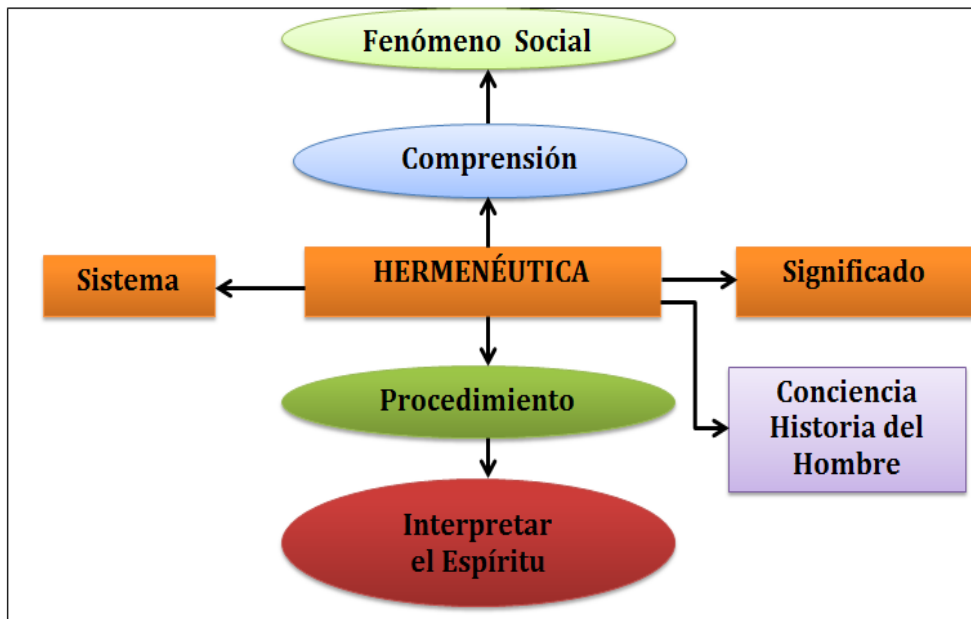 Fenómeno Social
Comprensión
Sistema
HERMENÉUTICA
Significado
Procedimiento
Conciencia
Historia del
Hombre
Interpretar
el Espíritu